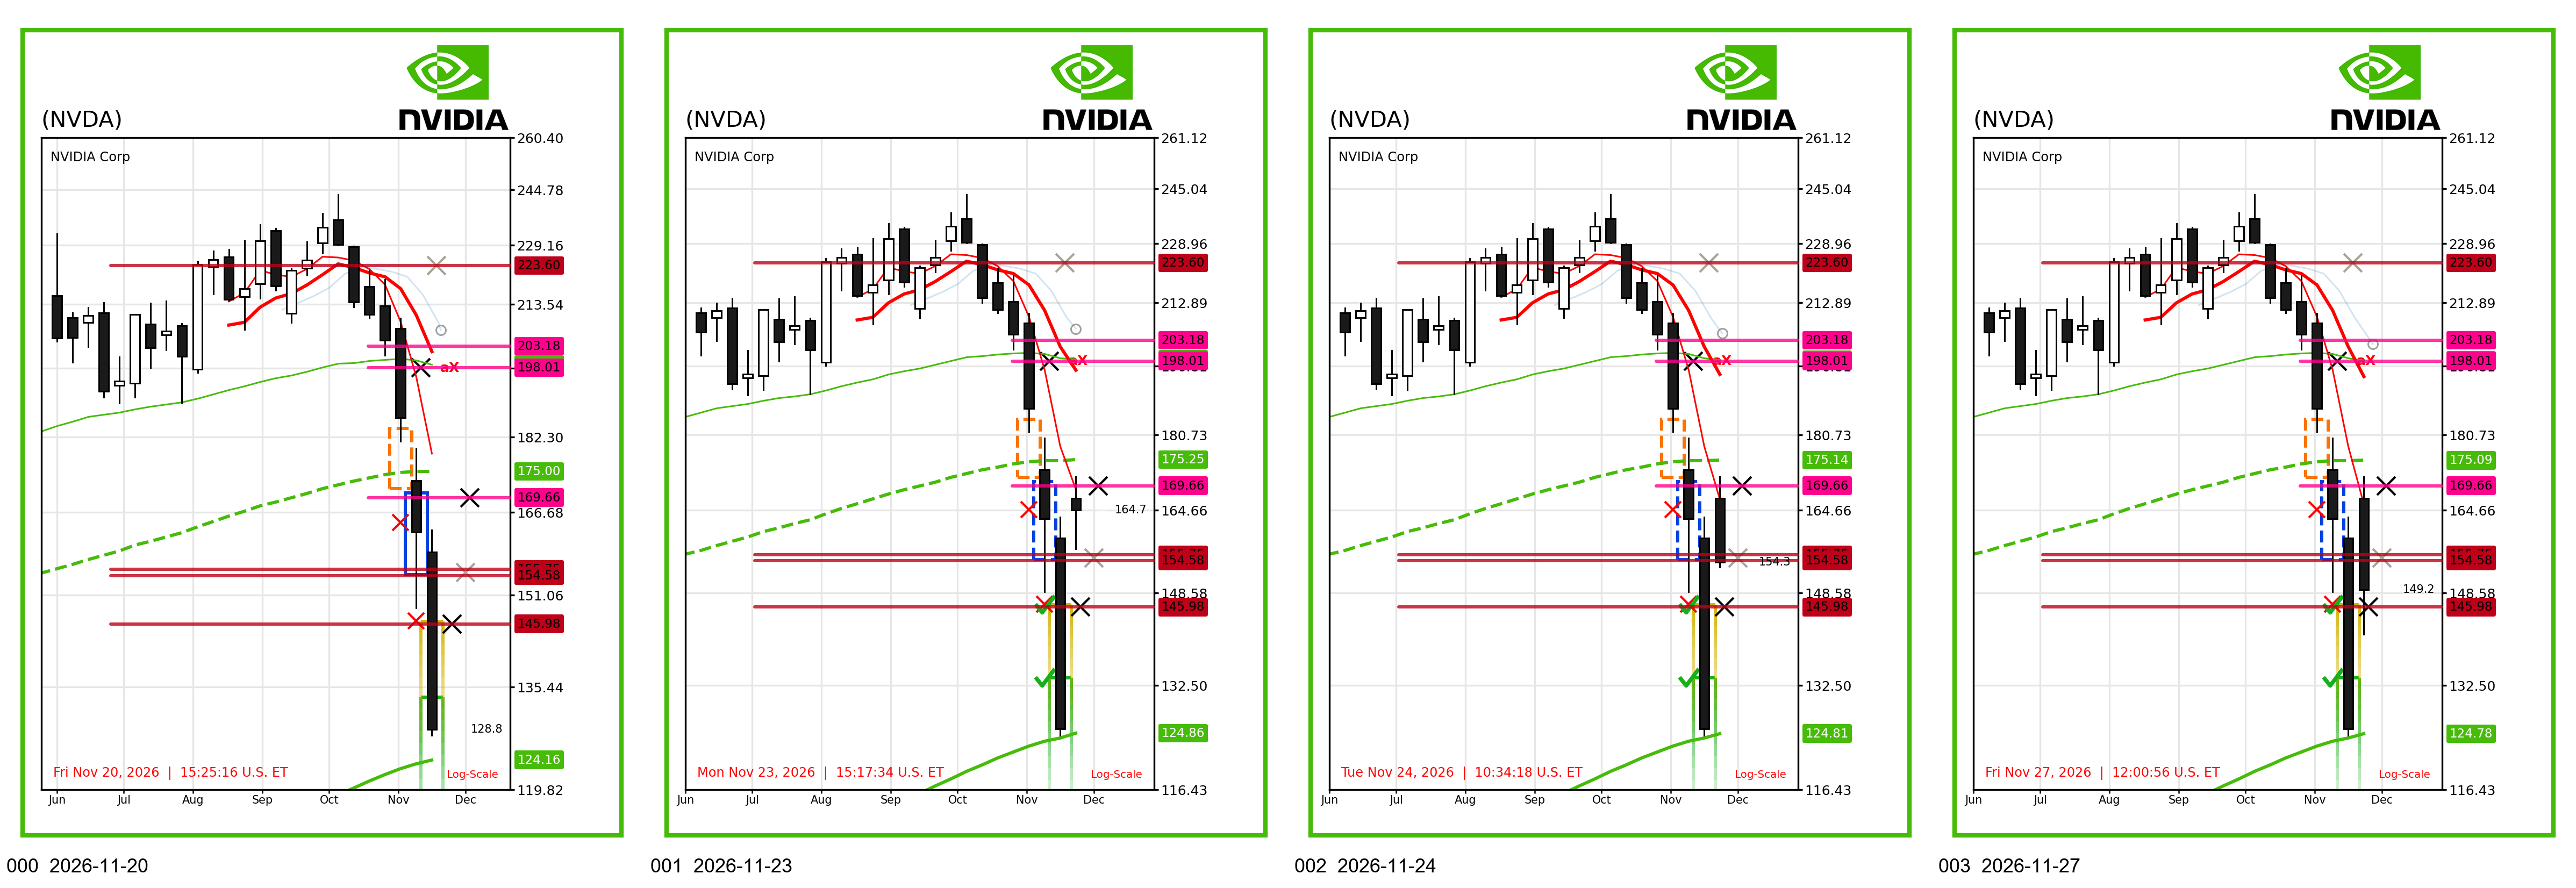 NVIDIA
(NVDA)
NVIDIA Corp
260.40
244.78
229.16
223.60
213.54
203.18
198.01
182.30
175.00
169.66
166.68
154.58
151.06
145.98
135.44
128.8
124.16
119.82
aX
Fri Nov 20, 2026 | 15:25:16 U.S. ET
Log-Scale
Jun Jul Aug Sep Oct Nov Dec
000 2026-11-20
NVIDIA
(NVDA)
NVIDIA Corp
261.12
245.04
228.96
223.60
212.89
203.18
198.01
180.73
175.25
169.66
164.7
164.66
154.58
148.58
145.98
132.50
124.86
116.43
aX
Mon Nov 23, 2026 | 15:17:34 U.S. ET
Log-Scale
Jun Jul Aug Sep Oct Nov Dec
001 2026-11-23
NVIDIA
(NVDA)
NVIDIA Corp
261.12
245.04
228.96
223.60
212.89
203.18
198.01
180.73
175.14
169.66
164.66
154.3
154.58
148.58
145.98
132.50
124.81
116.43
aX
Tue Nov 24, 2026 | 10:34:18 U.S. ET
Log-Scale
Jun Jul Aug Sep Oct Nov Dec
002 2026-11-24
NVIDIA
(NVDA)
NVIDIA Corp
261.12
245.04
228.96
223.60
212.89
203.18
198.01
180.73
175.09
169.66
164.66
154.58
149.2
148.58
145.98
132.50
124.78
116.43
aX
Fri Nov 27, 2026 | 12:00:56 U.S. ET
Log-Scale
Jun Jul Aug Sep Oct Nov Dec
003 2026-11-27